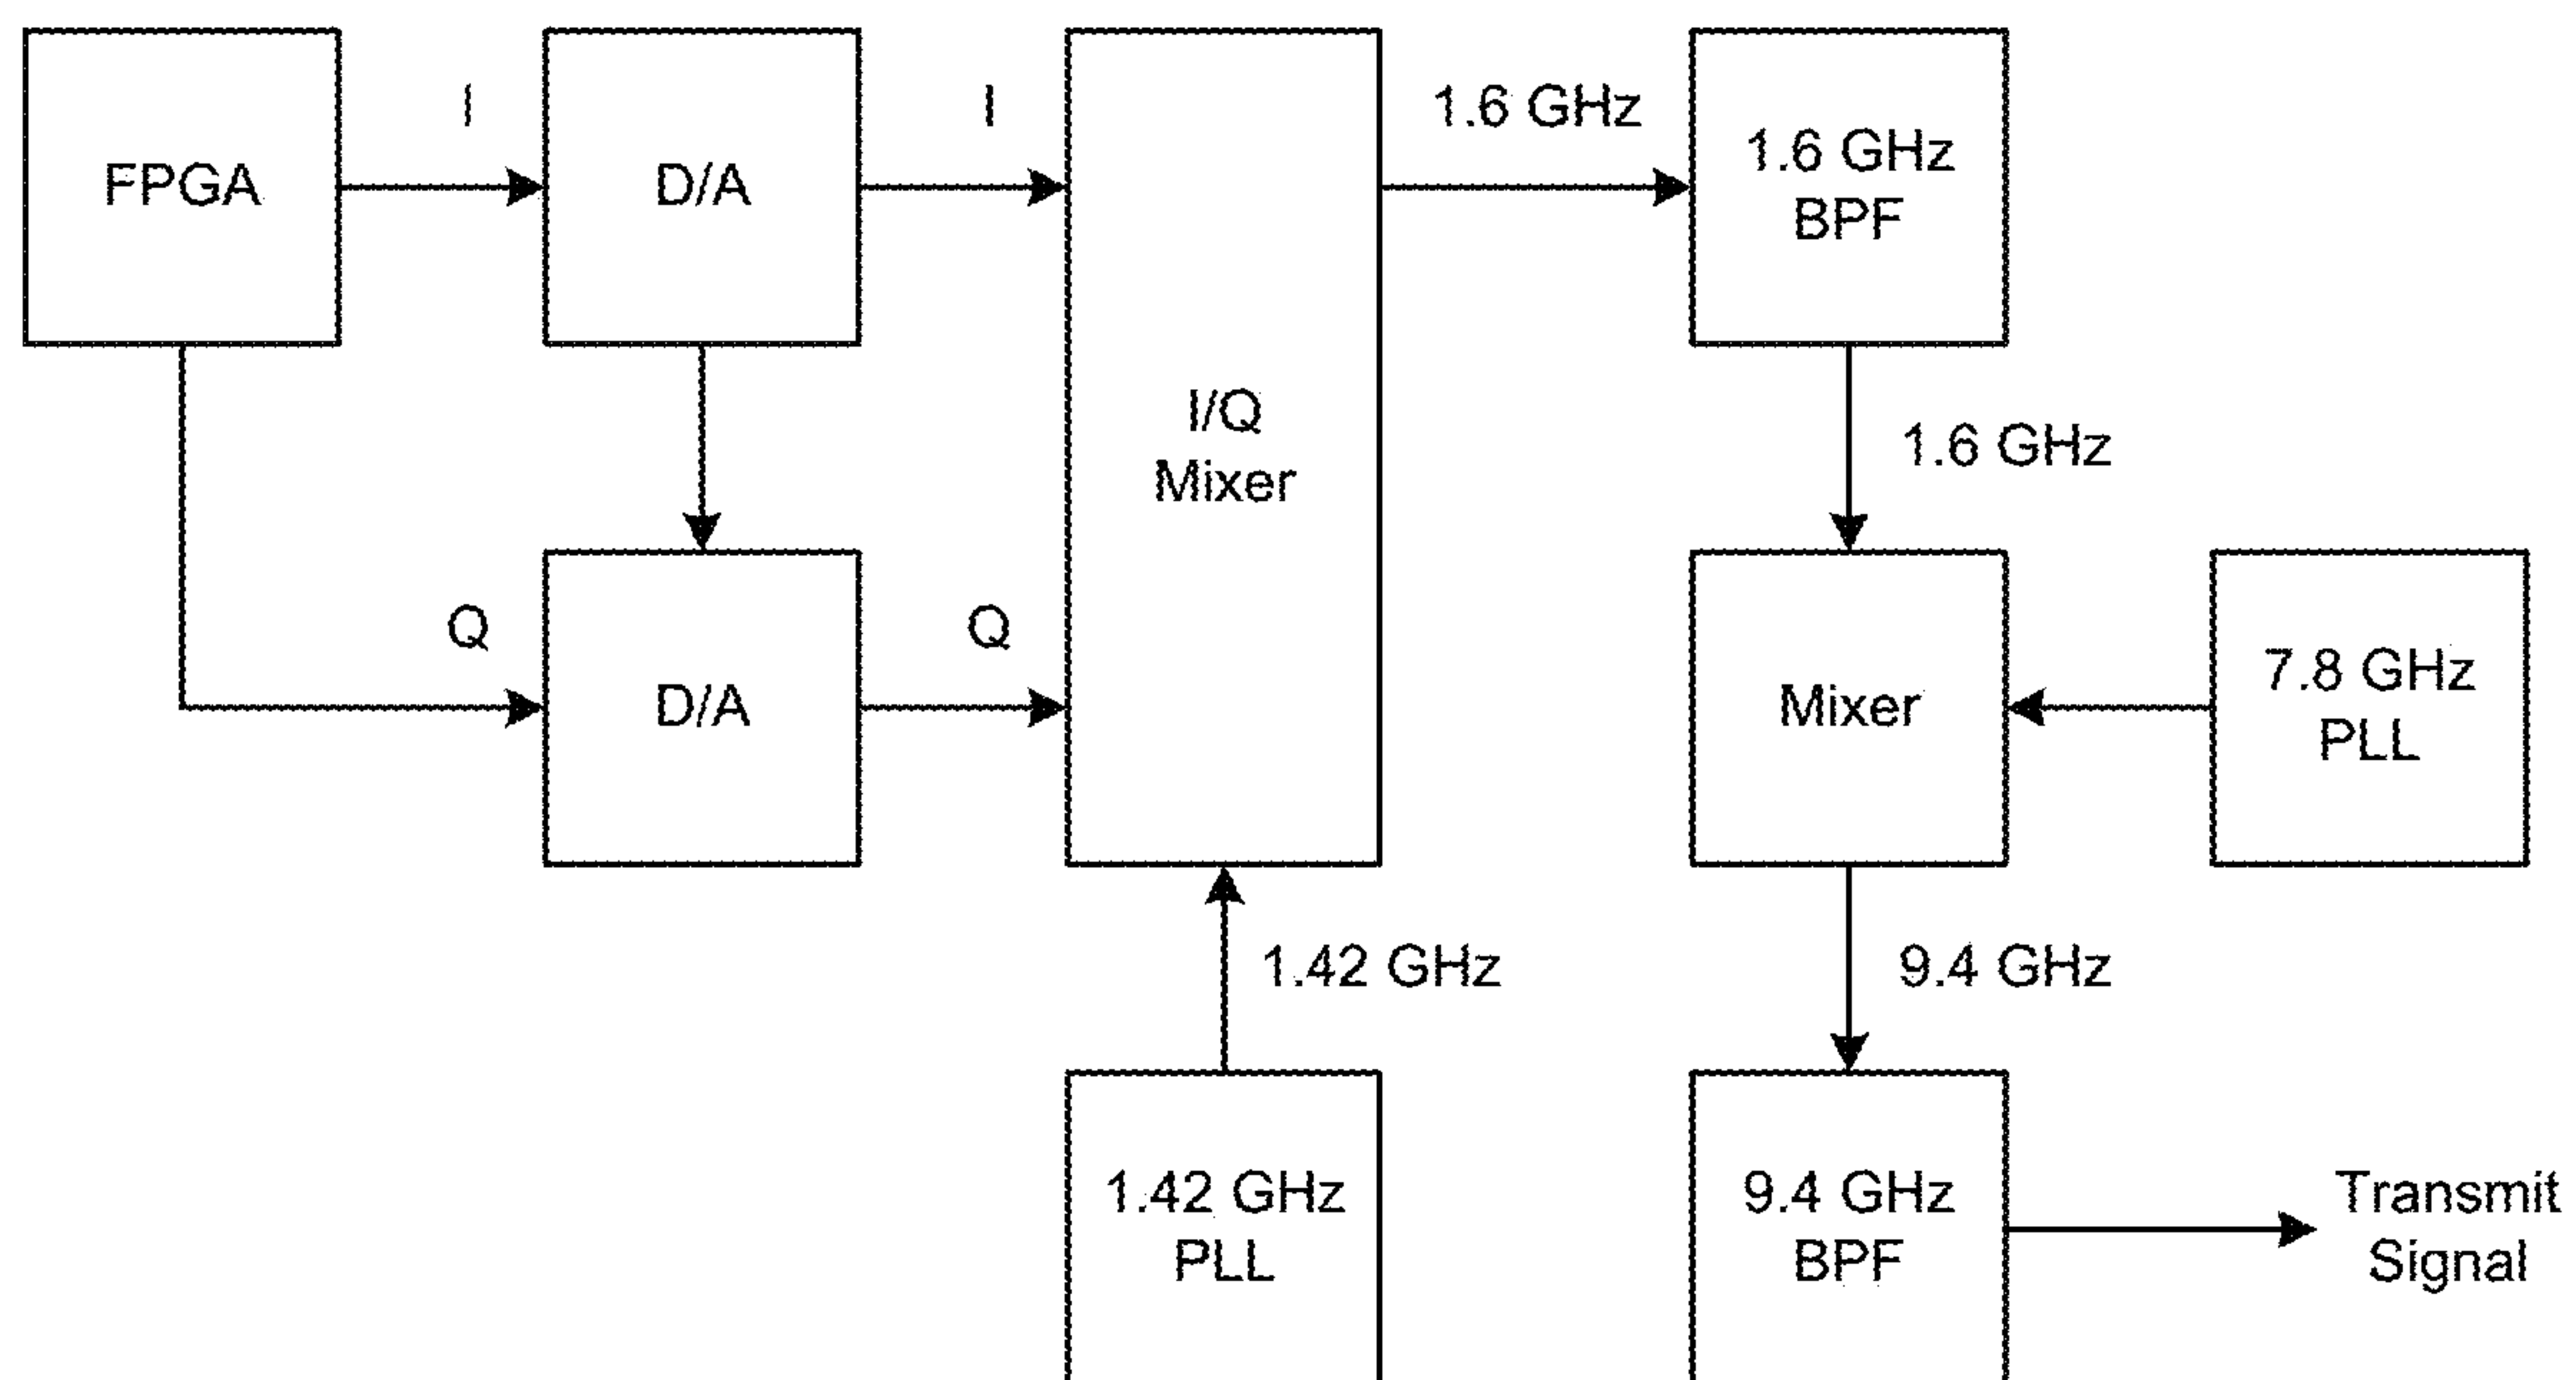 I
I
1.6 GHz
FPGA
D/A
1.6 GHz
BPF
I/Q
Mixer
1.6 GHz
Q
Q
D/A
Mixer
7.8 GHz
PLL
1.42 GHz
9.4 GHz
1.42 GHz
PLL
9.4 GHz
BPF
Transmit
Signal